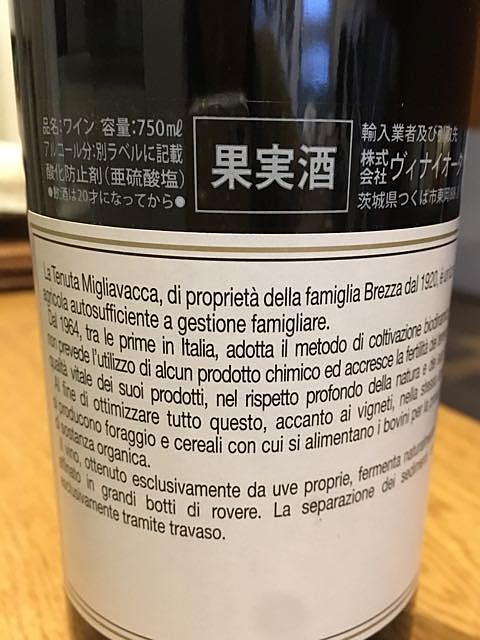 品名:ワイン 容量:750mℓ
アルコール分:別ラベルに記載
酸化防止剤(亜硫酸塩)
●飲酒は20才になってから●
果実酒
輸入業者及び引取先
株式会社 ヴィナイオー
茨城県つくば市
La Tenuta Migliavacca, di proprietà della famiglia Brezza dal 1920, è
agricola autosufficiente a gestione famigliare.
Dal 1964, tra le prime in Italia, adotta il metodo di coltivazione
non prevede l'utilizzo di alcun prodotto chimico ed accresce la fertilità
qualità vitale dei suoi prodotti, nel rispetto profondo della natura e
Al fine di ottimizzare tutto questo, accanto ai vigneti, nella
si producono foraggio e cereali con cui si alimentano i bovini per la
sostanza organica.
Il vino, ottenuto esclusivamente da uve proprie, fermenta
affinato in grandi botti di rovere. La separazione dei sedimenti
esclusivamente tramite travaso.